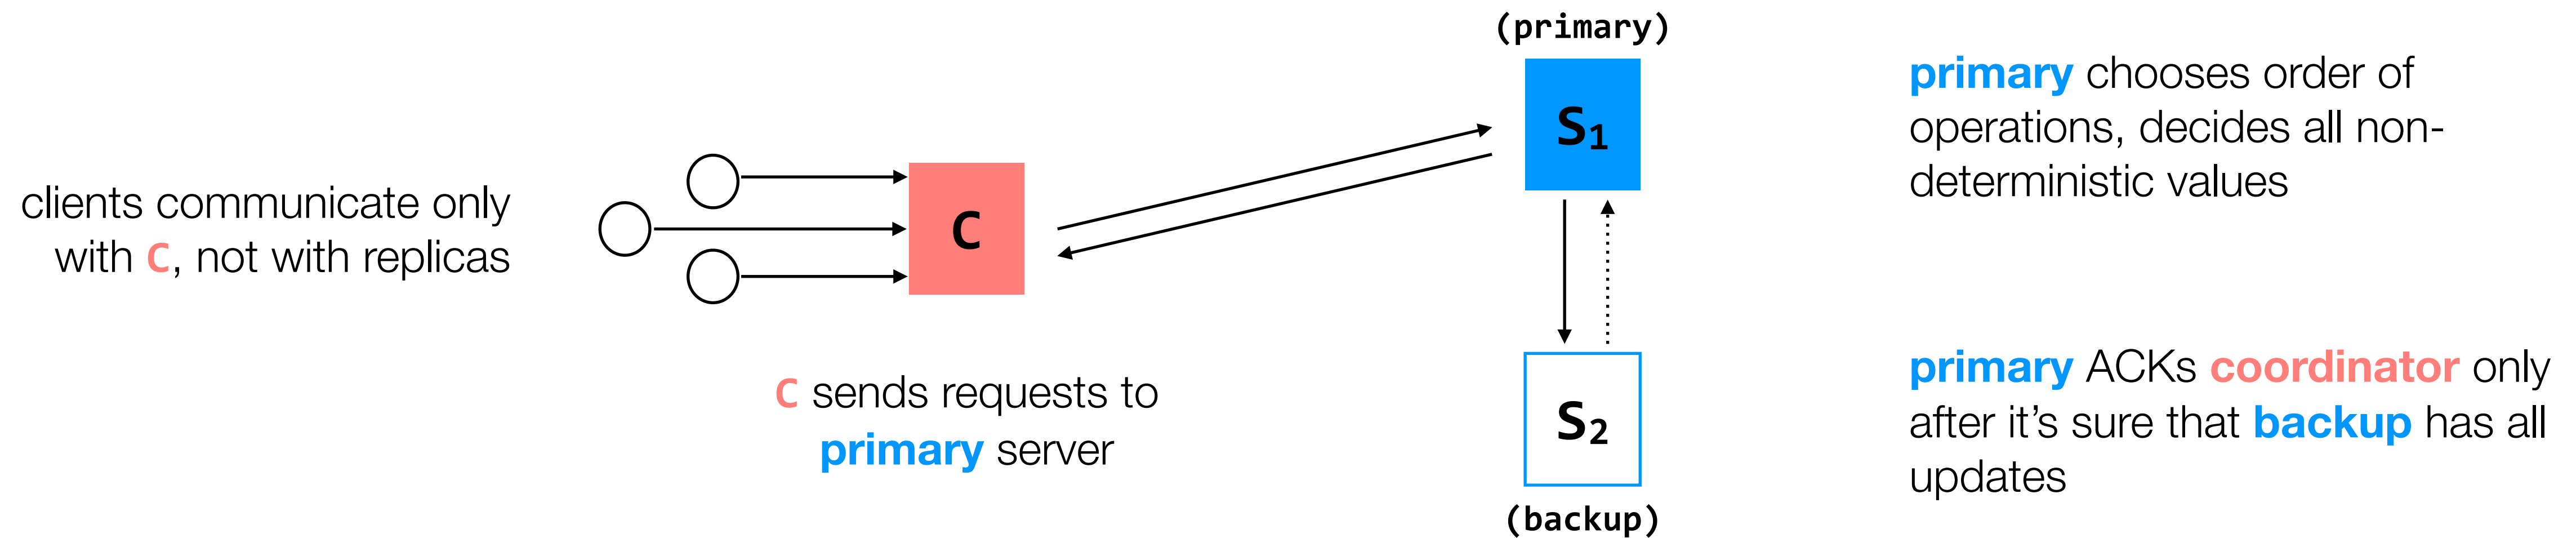 clients communicate only
with C, not with replicas
C
C sends requests to
primary server
(primary)
S1
S2
(backup)
primary chooses order of
operations, decides all non-
deterministic values
primary ACKs coordinator only
after it’s sure that backup has all
updates